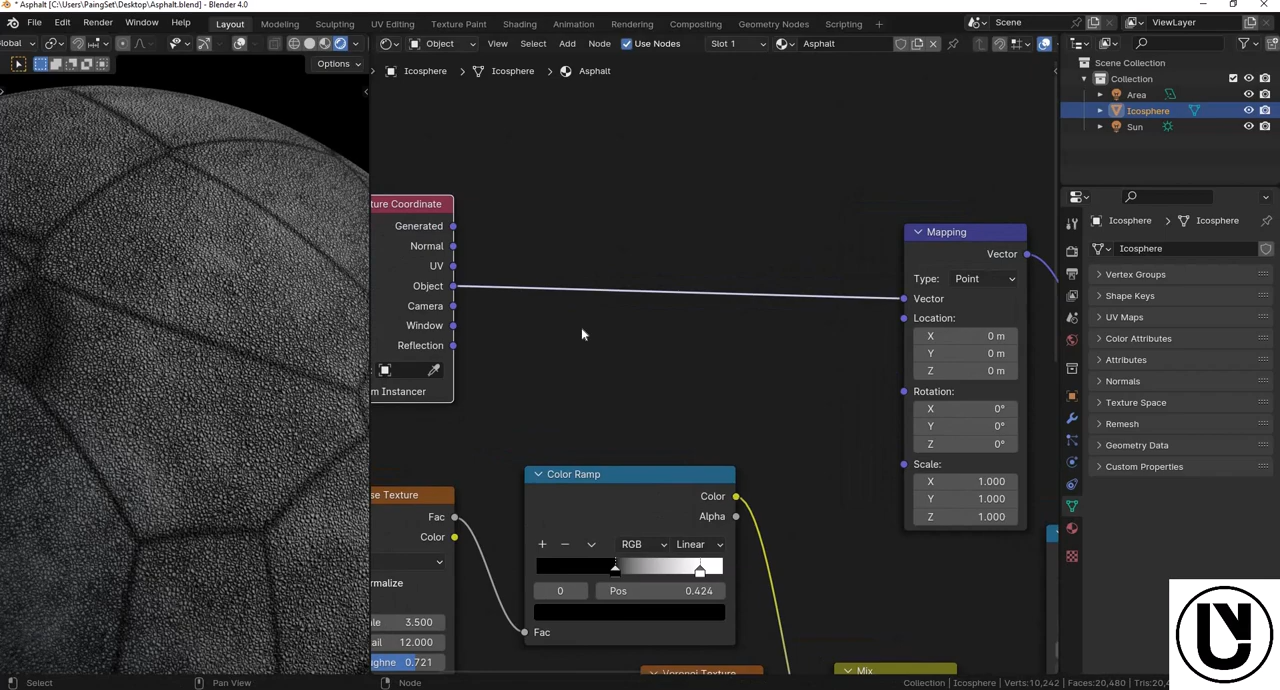 * Asphalt [C:\Users\PaingSet\Desktop\Asphalt.blend] - Blender 4.0
File Edit Render Window Help Layout Modeling Sculpting UV Editing Texture Paint Shading Animation Rendering Compositing Geometry Nodes Scripting + Scene ViewLayer
lobal Object View Select Add Node Use Nodes Slot 1 Asphalt
Options
Icosphere > Icosphere > Asphalt
Scene Collection
Collection
Area
Icosphere
Sun
Icosphere > Icosphere
Icosphere
Vertex Groups
Shape Keys
UV Maps
Color Attributes
Attributes
Normals
Texture Space
Remesh
Geometry Data
Custom Properties
ture Coordinate
Generated
Normal
UV
Object
Camera
Window
Reflection
m Instancer
Mapping
Vector
Type: Point
Vector
Location:
X 0 m
Y 0 m
Z 0 m
Rotation:
X 0°
Y 0°
Z 0°
Scale:
X 1.000
Y 1.000
Z 1.000
Color Ramp
Color
Alpha
+ − RGB Linear
0 Pos 0.424
Fac
se Texture
Fac
Color
rmalize
le 3.500
ail 12.000
ughne 0.721
Voronoi Texture
Mix
Select Pan View Node Collection | Icosphere | Verts:10,242 | Faces:20,480 | Tris:20,4